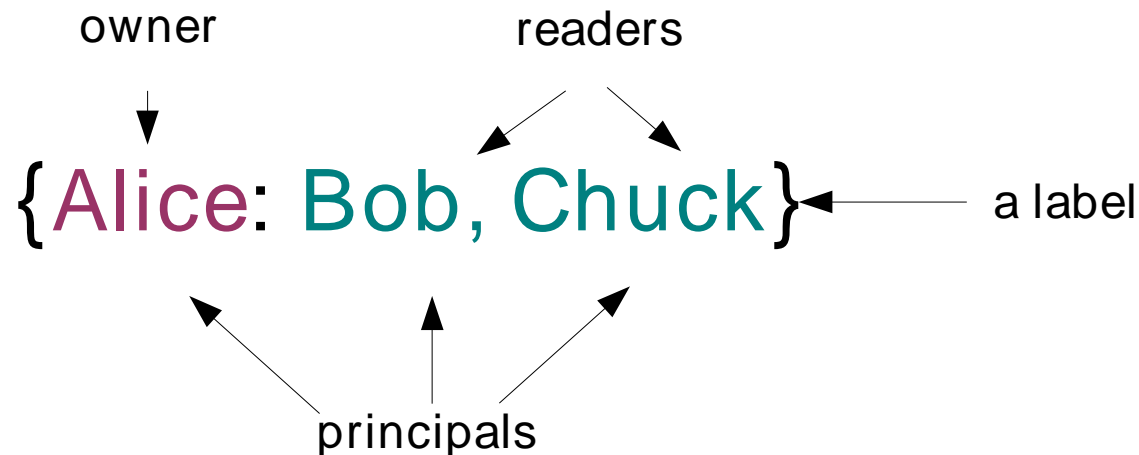 owner
readers
{Alice: Bob, Chuck}
a label
principals